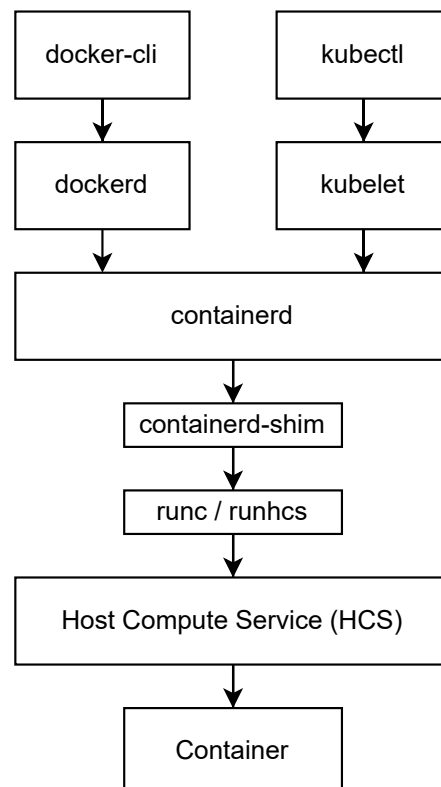 docker-cli
kubectl
dockerd
kubelet
containerd
containerd-shim
runc / runhcs
Host Compute Service (HCS)
Container